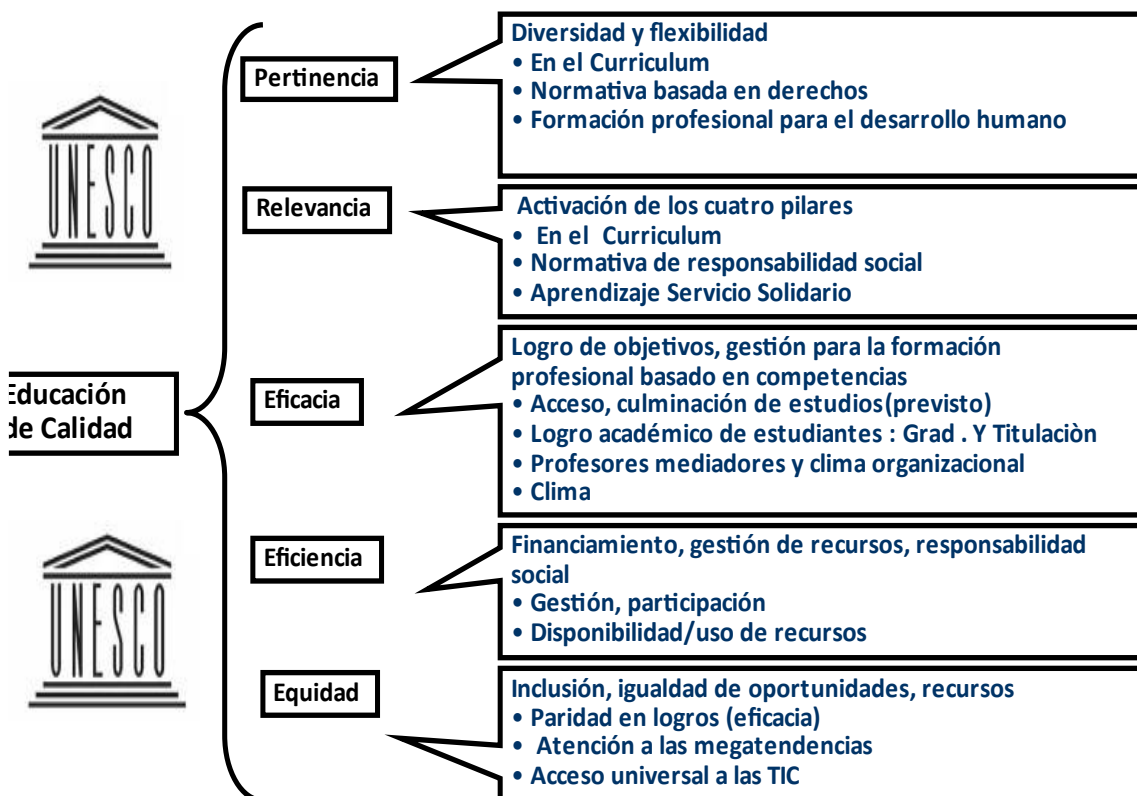 UNESCO
Educación
de Calidad
UNESCO
Pertinencia
Diversidad y flexibilidad
• En el Curriculum
• Normativa basada en derechos
• Formación profesional para el desarrollo humano
Relevancia
Activación de los cuatro pilares
• En el Curriculum
• Normativa de responsabilidad social
• Aprendizaje Servicio Solidario
Eficacia
Logro de objetivos, gestión para la formación
profesional basado en competencias
• Acceso, culminación de estudios(previsto)
• Logro académico de estudiantes : Grad . Y Titulaciòn
• Profesores mediadores y clima organizacional
• Clima
Eficiencia
Financiamiento, gestión de recursos, responsabilidad
social
• Gestión, participación
• Disponibilidad/uso de recursos
Equidad
Inclusión, igualdad de oportunidades, recursos
• Paridad en logros (eficacia)
• Atención a las megatendencias
• Acceso universal a las TIC